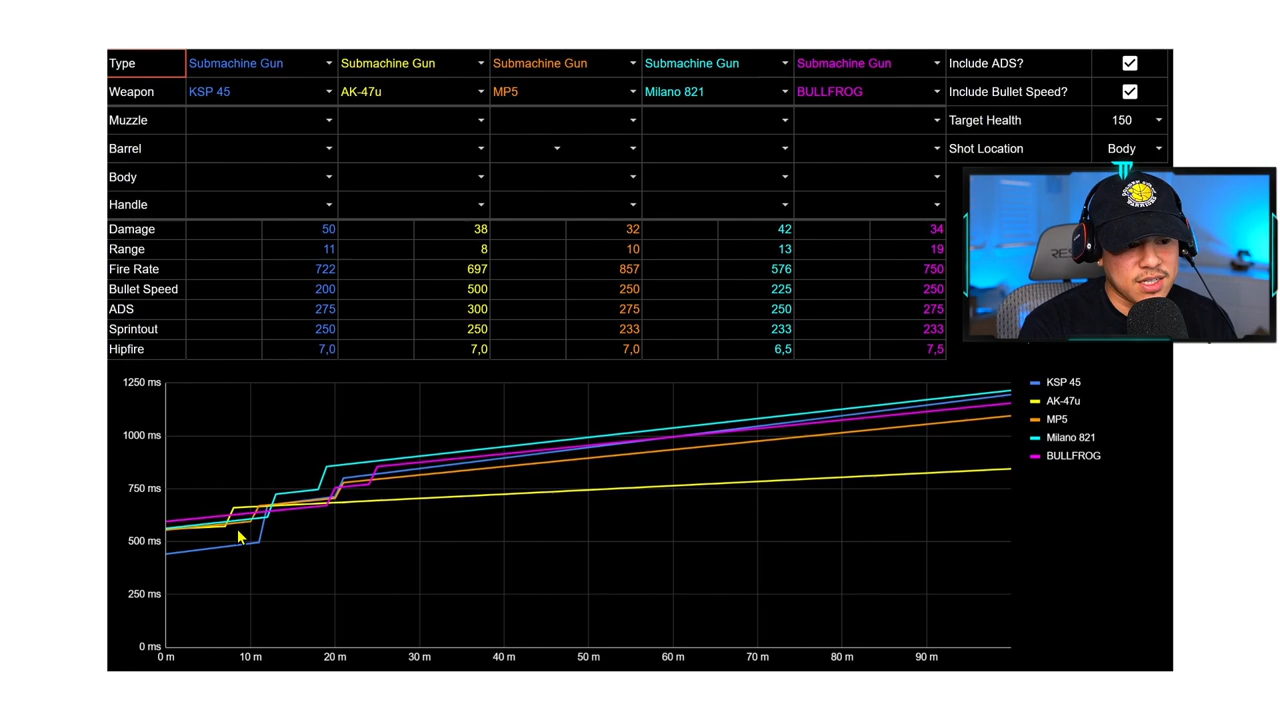 Type Submachine Gun Submachine Gun Submachine Gun Submachine Gun Submachine Gun Include ADS?
Weapon KSP 45 AK-47u MP5 Milano 821 BULLFROG Include Bullet Speed?
Muzzle Target Health 150
Barrel Shot Location Body
Body
Handle
Damage 50 38 32 42 34
Range 11 8 10 13 19
Fire Rate 722 697 857 576 750
Bullet Speed 200 500 250 225 250
ADS 275 300 275 250 275
Sprintout 250 250 233 233 233
Hipfire 7,0 7,0 7,0 6,5 7,5
1250 ms
1000 ms
750 ms
500 ms
250 ms
0 ms
0 m 10 m 20 m 30 m 40 m 50 m 60 m 70 m 80 m 90 m
KSP 45
AK-47u
MP5
Milano 821
BULLFROG
WARRIORS